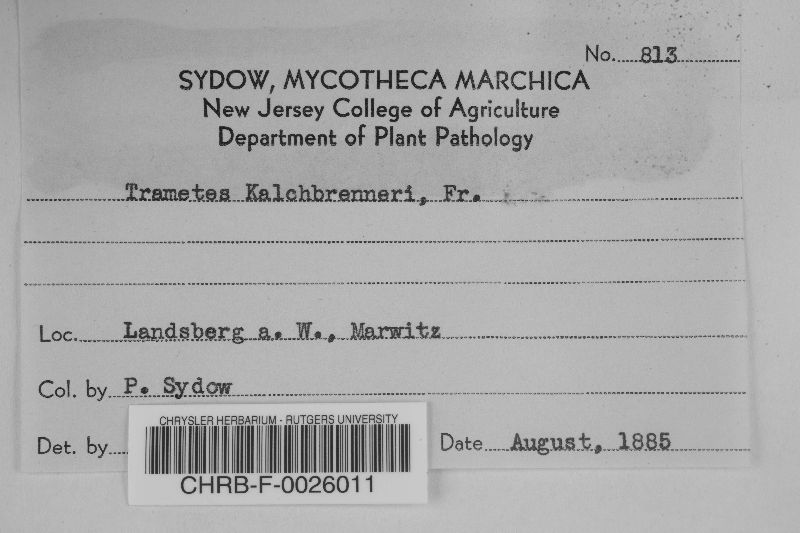 No. 813
SYDOW, MYCOTHECA MARCHICA
New Jersey College of Agriculture
Department of Plant Pathology
Trametes Kalchbrenneri, Fr.
Loc. Landsberg a. W., Marwitz
Col. by P. Sydow
Det. by
Date August, 1885
CHRYSLER HERBARIUM - RUTGERS UNIVERSITY
CHRB-F-0026011